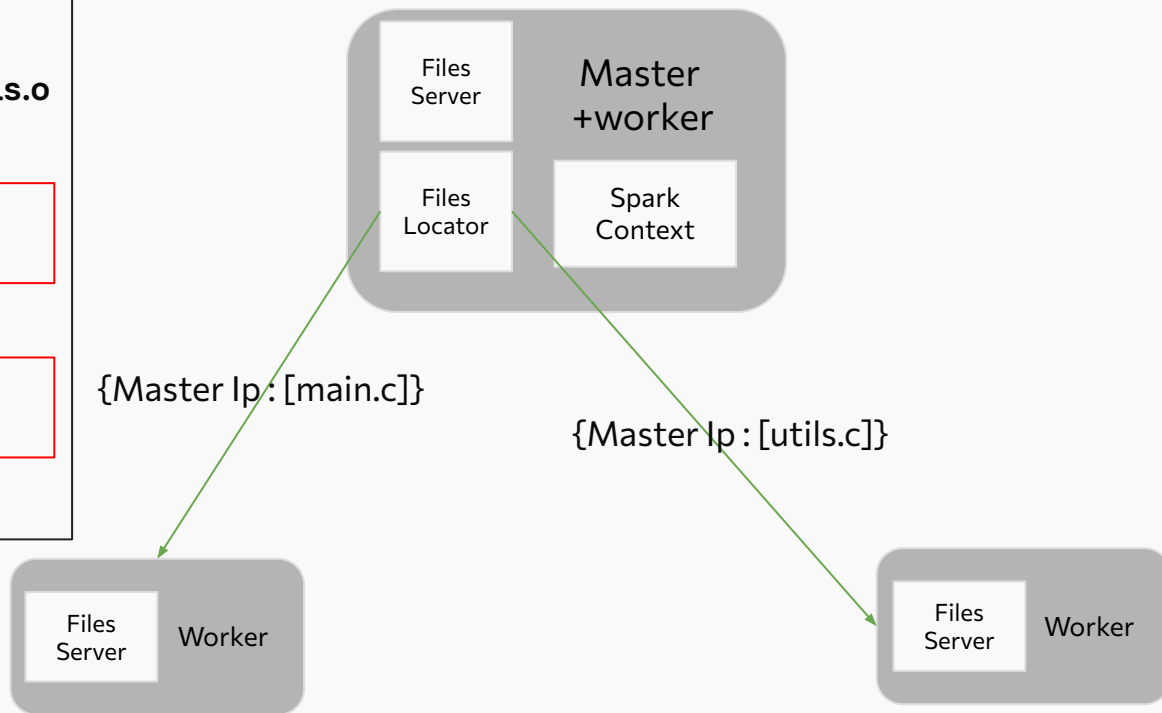 s.o
Files
Server
Master
+worker
Files
Locator
Spark
Context
{Master Ip : [main.c]}
{Master Ip : [utils.c]}
Files
Server
Worker
Files
Server
Worker